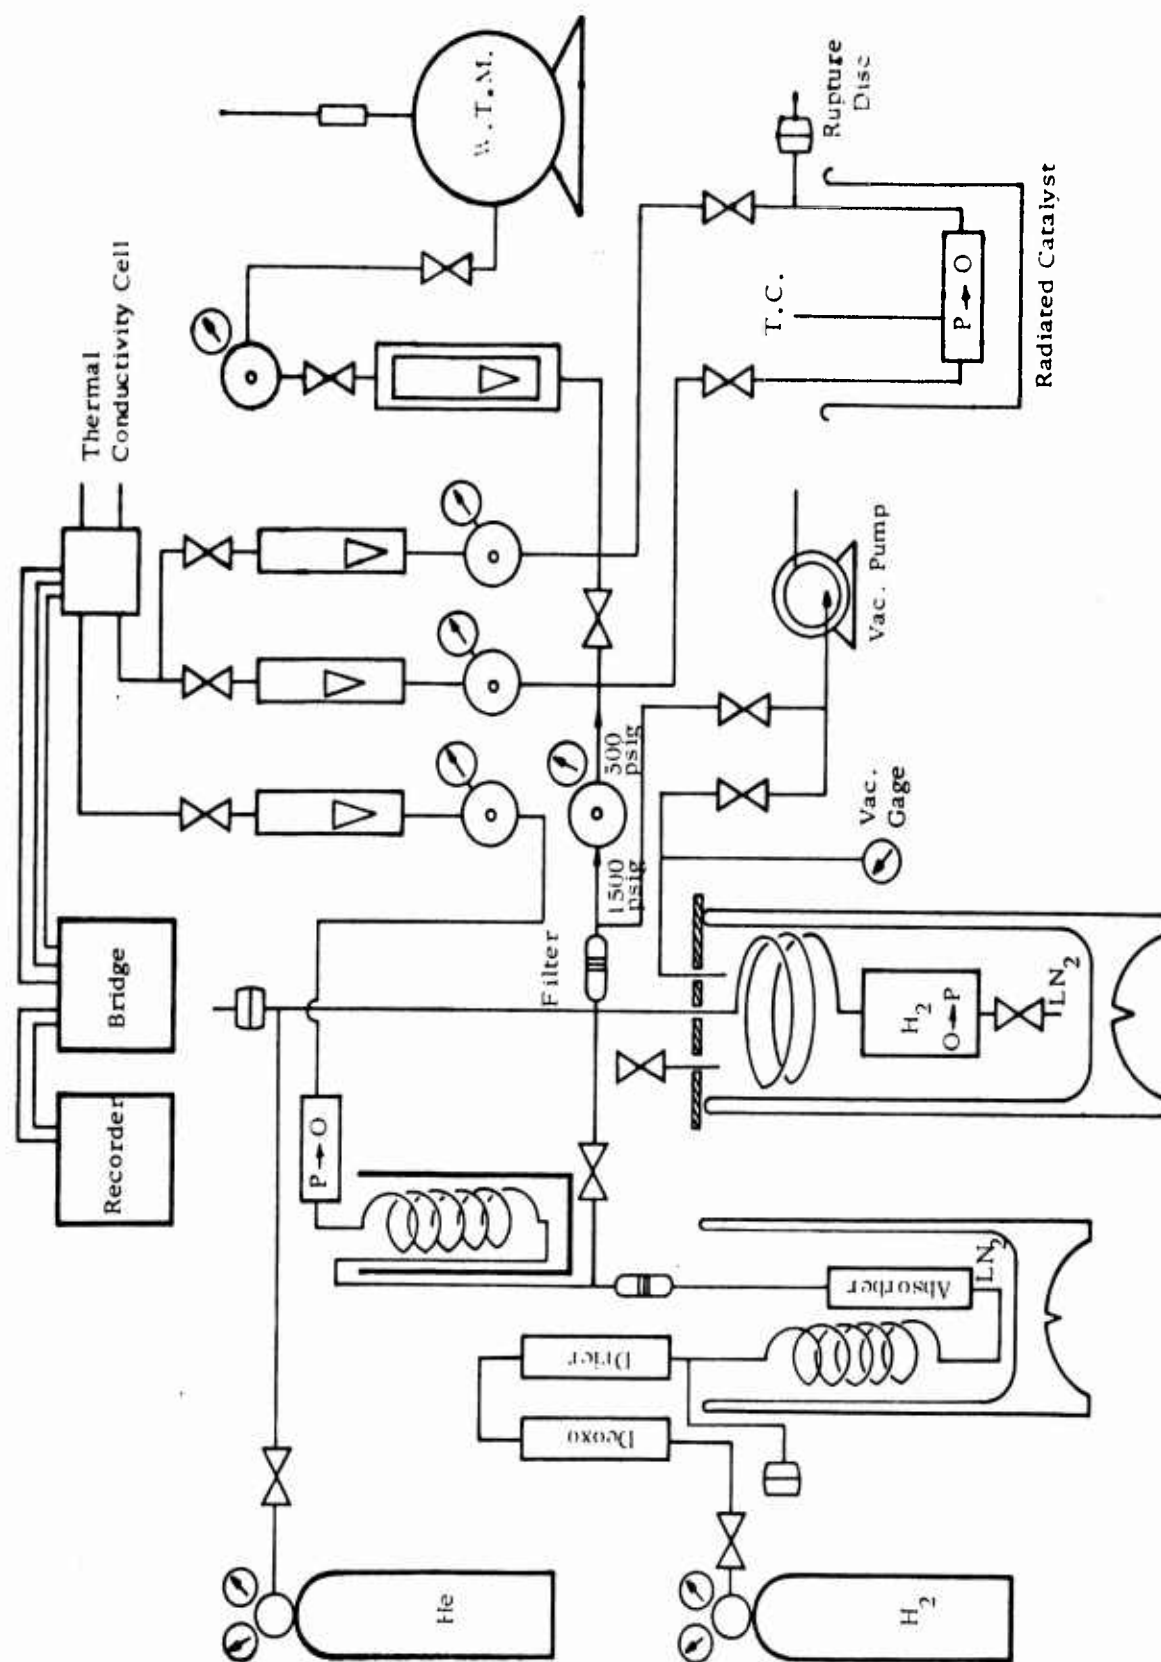 Thermal
Conductivity Cell
W.T.M.
Recorder
Bridge
Rupture
Disc
T.C.
P→O
Radiated Catalyst
Filter
1500
psig
300
psig
P→O
Vac. Pump
Vac.
Gage
H2
O→P
LN2
Drier
Deoxo
Absorber
LN2
He
H2